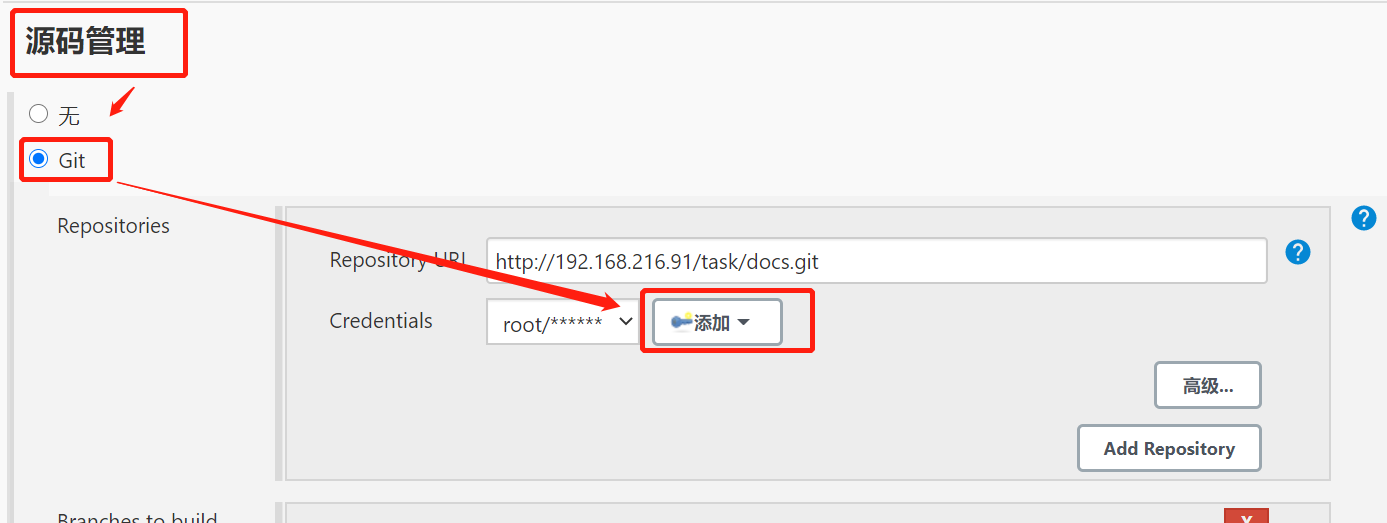 源码管理
无
Git
Repositories
Repository URL
http://192.168.216.91/task/docs.git
?
?
Credentials
root/******
添加
高级...
Add Repository
Branches to build
X